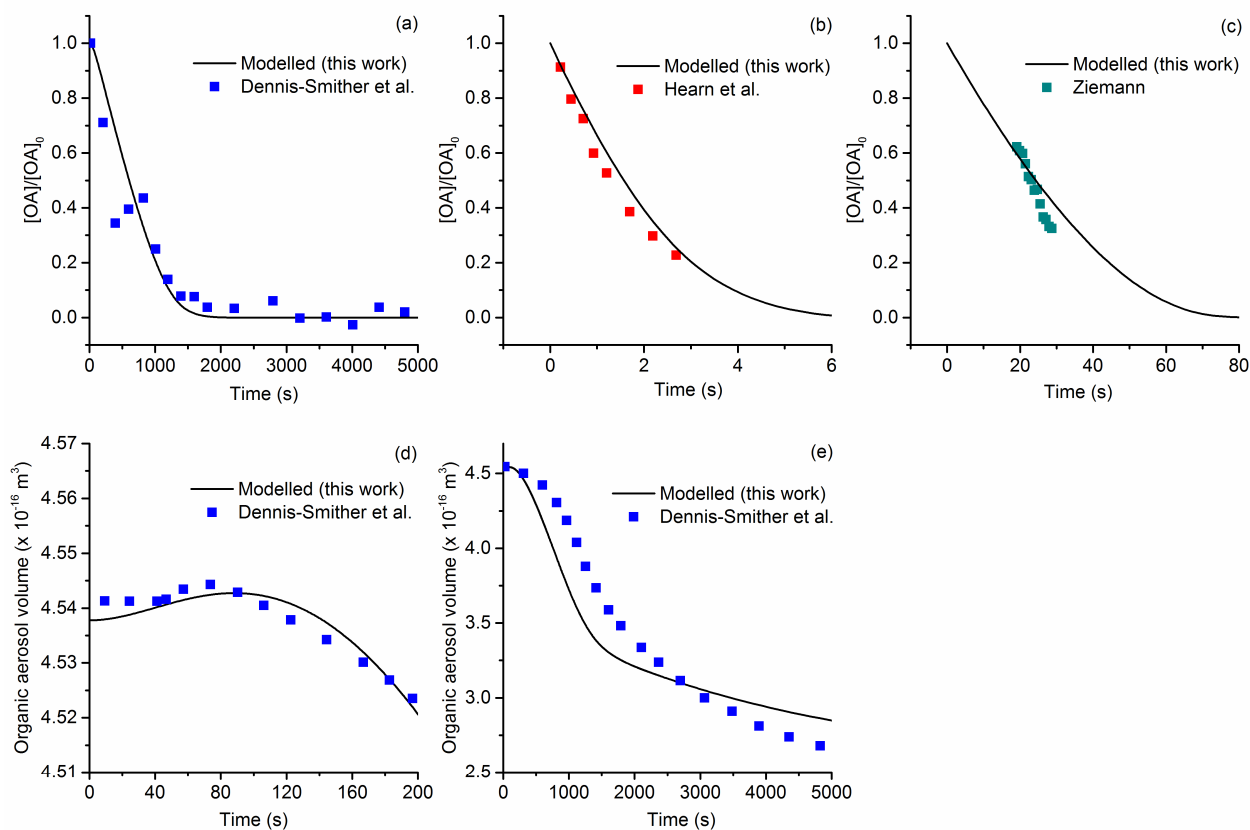 (a)
Modelled (this work)
Dennis-Smither et al.
[OA]/[OA]0
1.0
0.8
0.6
0.4
0.2
0.0
0 1000 2000 3000 4000 5000
Time (s)
(b)
Modelled (this work)
Hearn et al.
[OA]/[OA]0
1.0
0.8
0.6
0.4
0.2
0.0
0 2 4 6
Time (s)
(c)
Modelled (this work)
Ziemann
[OA]/[OA]0
1.0
0.8
0.6
0.4
0.2
0.0
0 20 40 60 80
Time (s)
(d)
Modelled (this work)
Dennis-Smither et al.
Organic aerosol volume (x 10-16 m3)
4.57
4.56
4.55
4.54
4.53
4.52
4.51
0 40 80 120 160 200
Time (s)
(e)
Modelled (this work)
Dennis-Smither et al.
Organic aerosol volume (x 10-16 m3)
4.5
4.0
3.5
3.0
2.5
0 1000 2000 3000 4000 5000
Time (s)